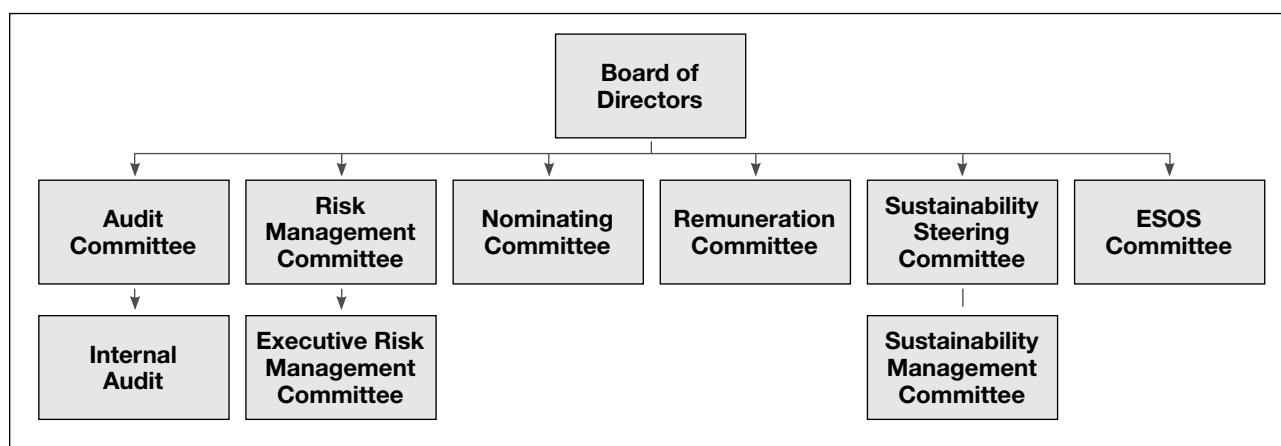 Board of
Directors
Audit
Committee
Risk
Management
Committee
Nominating
Committee
Remuneration
Committee
Sustainability
Steering
Committee
ESOS
Committee
Internal
Audit
Executive Risk
Management
Committee
Sustainability
Management
Committee